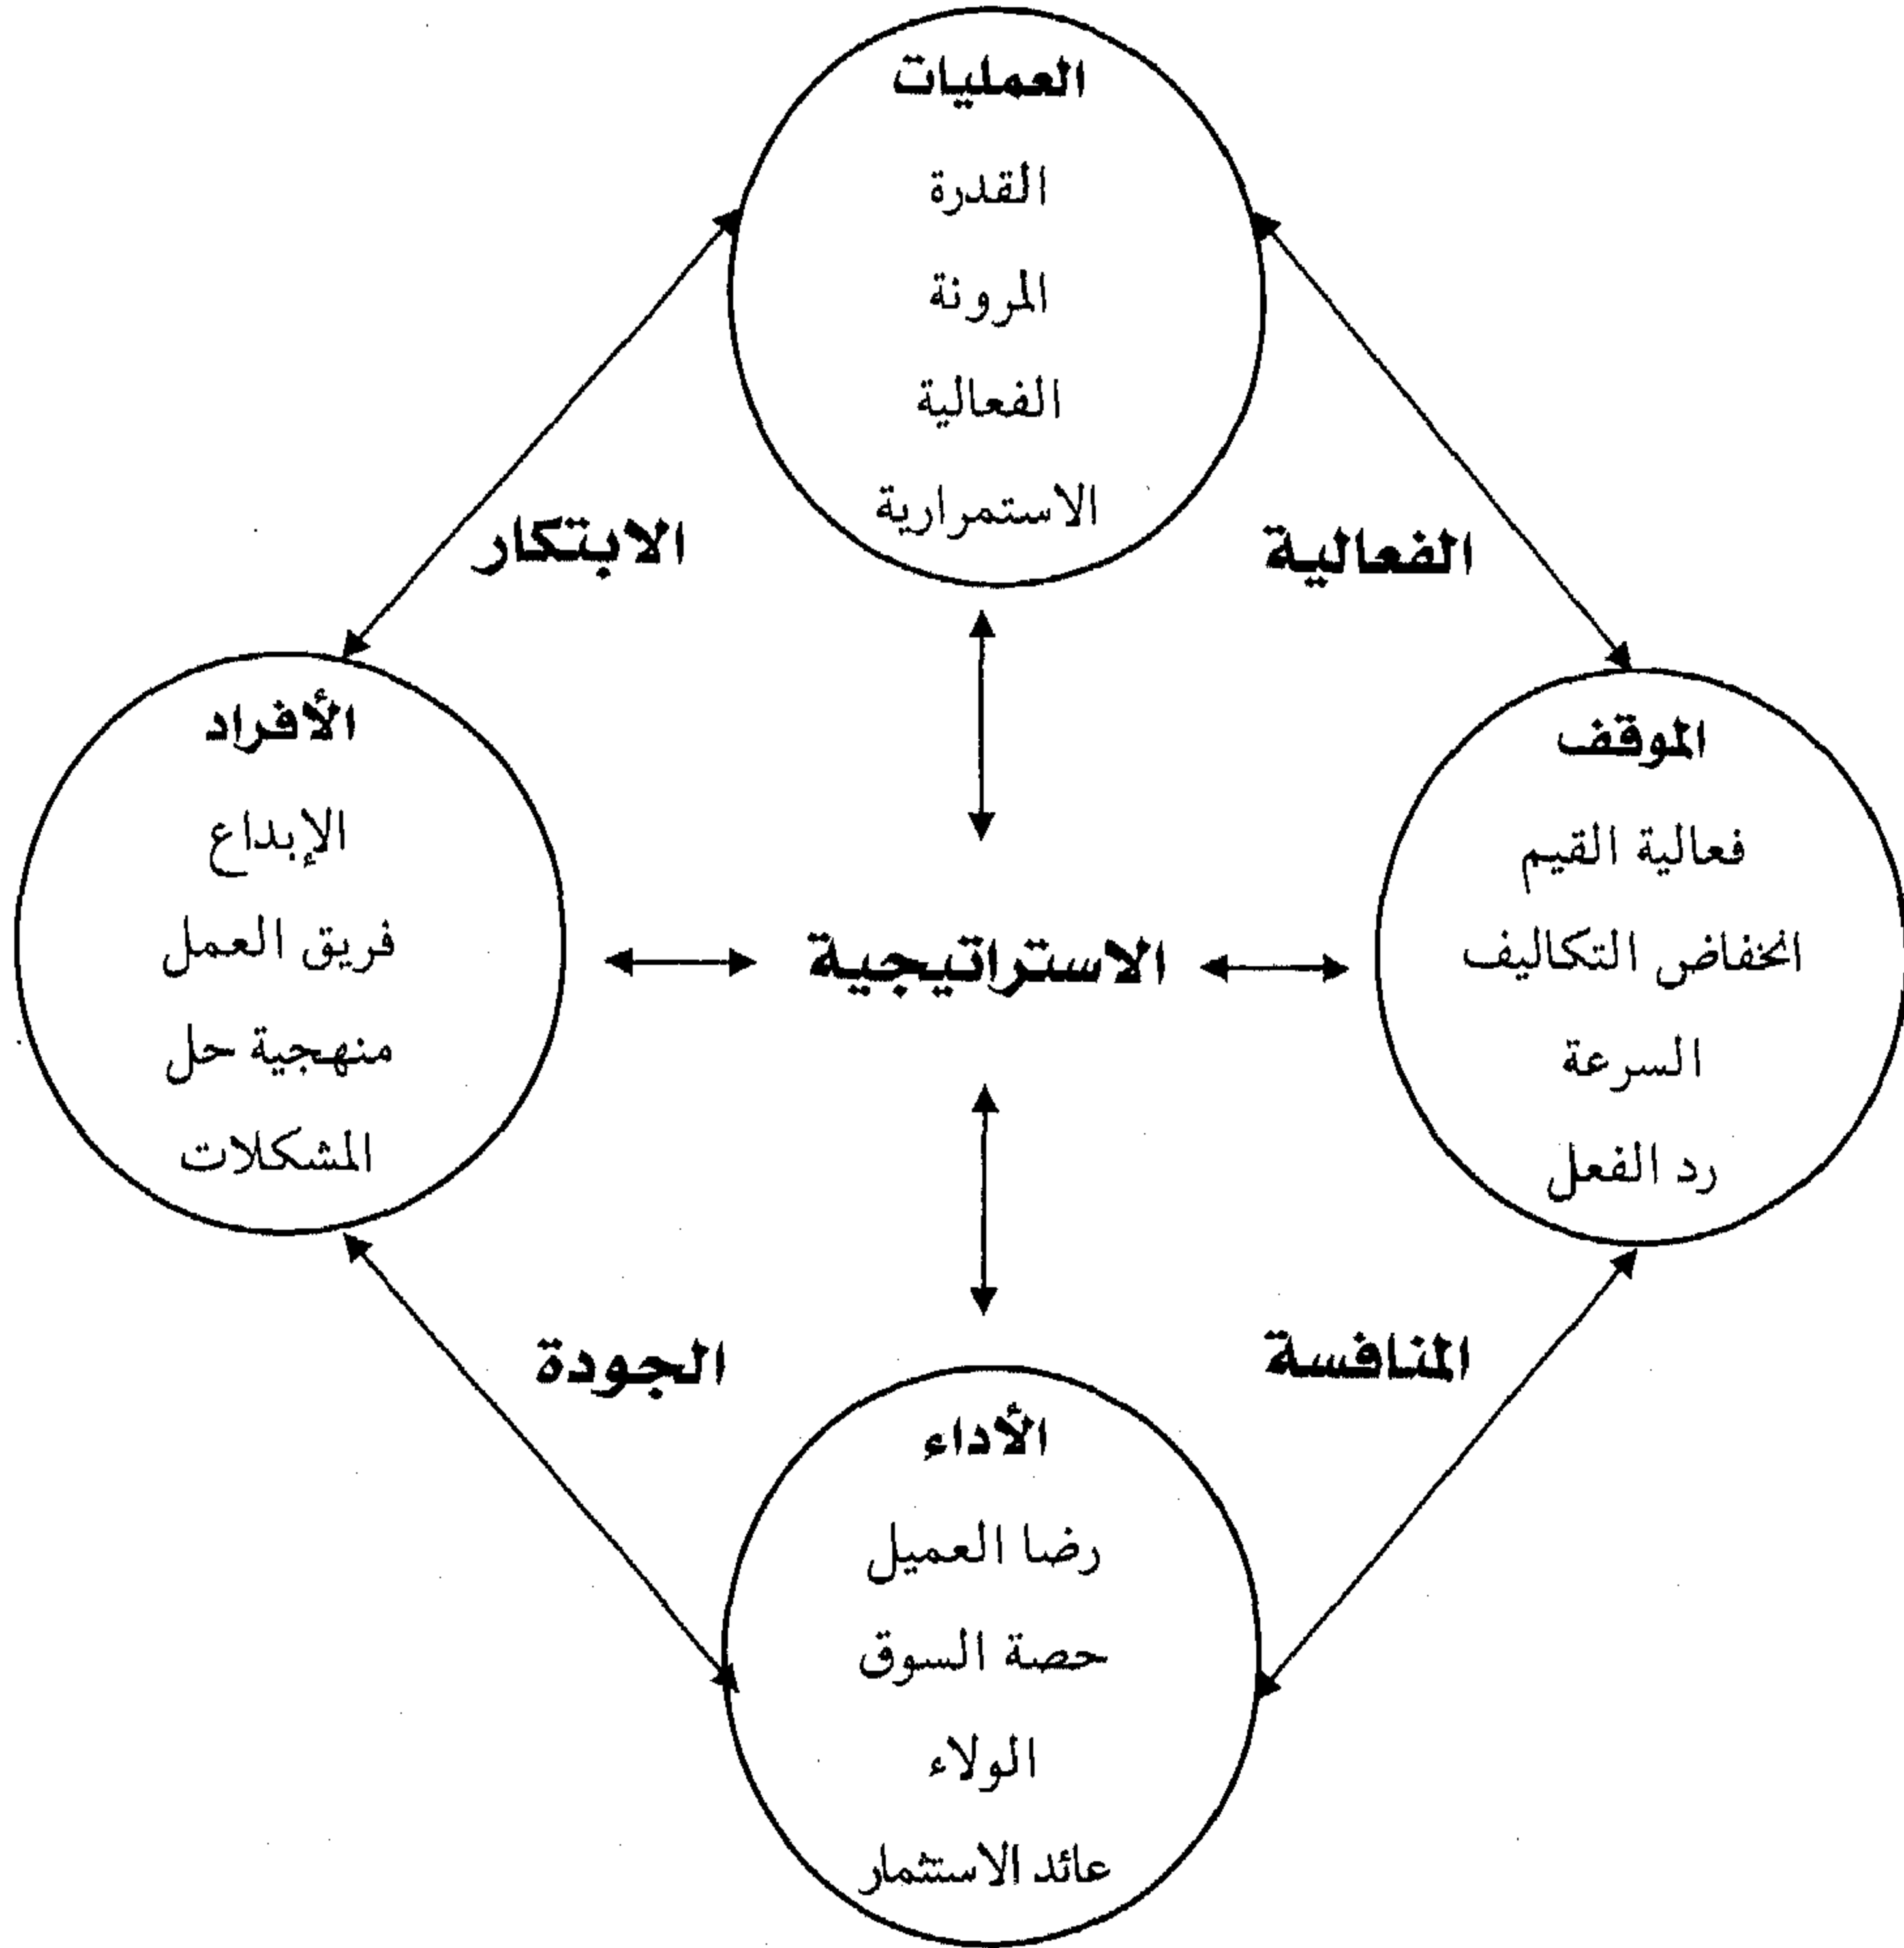 العمليات
القدرة
المرونة
الفعالية
الاستمرارية
الفعالية
الابتكار
الموقف
فعالية القيم
انخفاض التكاليف
السرعة
رد الفعل
الاستراتيجية
الأفراد
الإبداع
فريق العمل
منهجية حل
المشكلات
المنافسة
الجودة
الأداء
رضا العميل
حصة السوق
الولاء
عائد الاستثمار